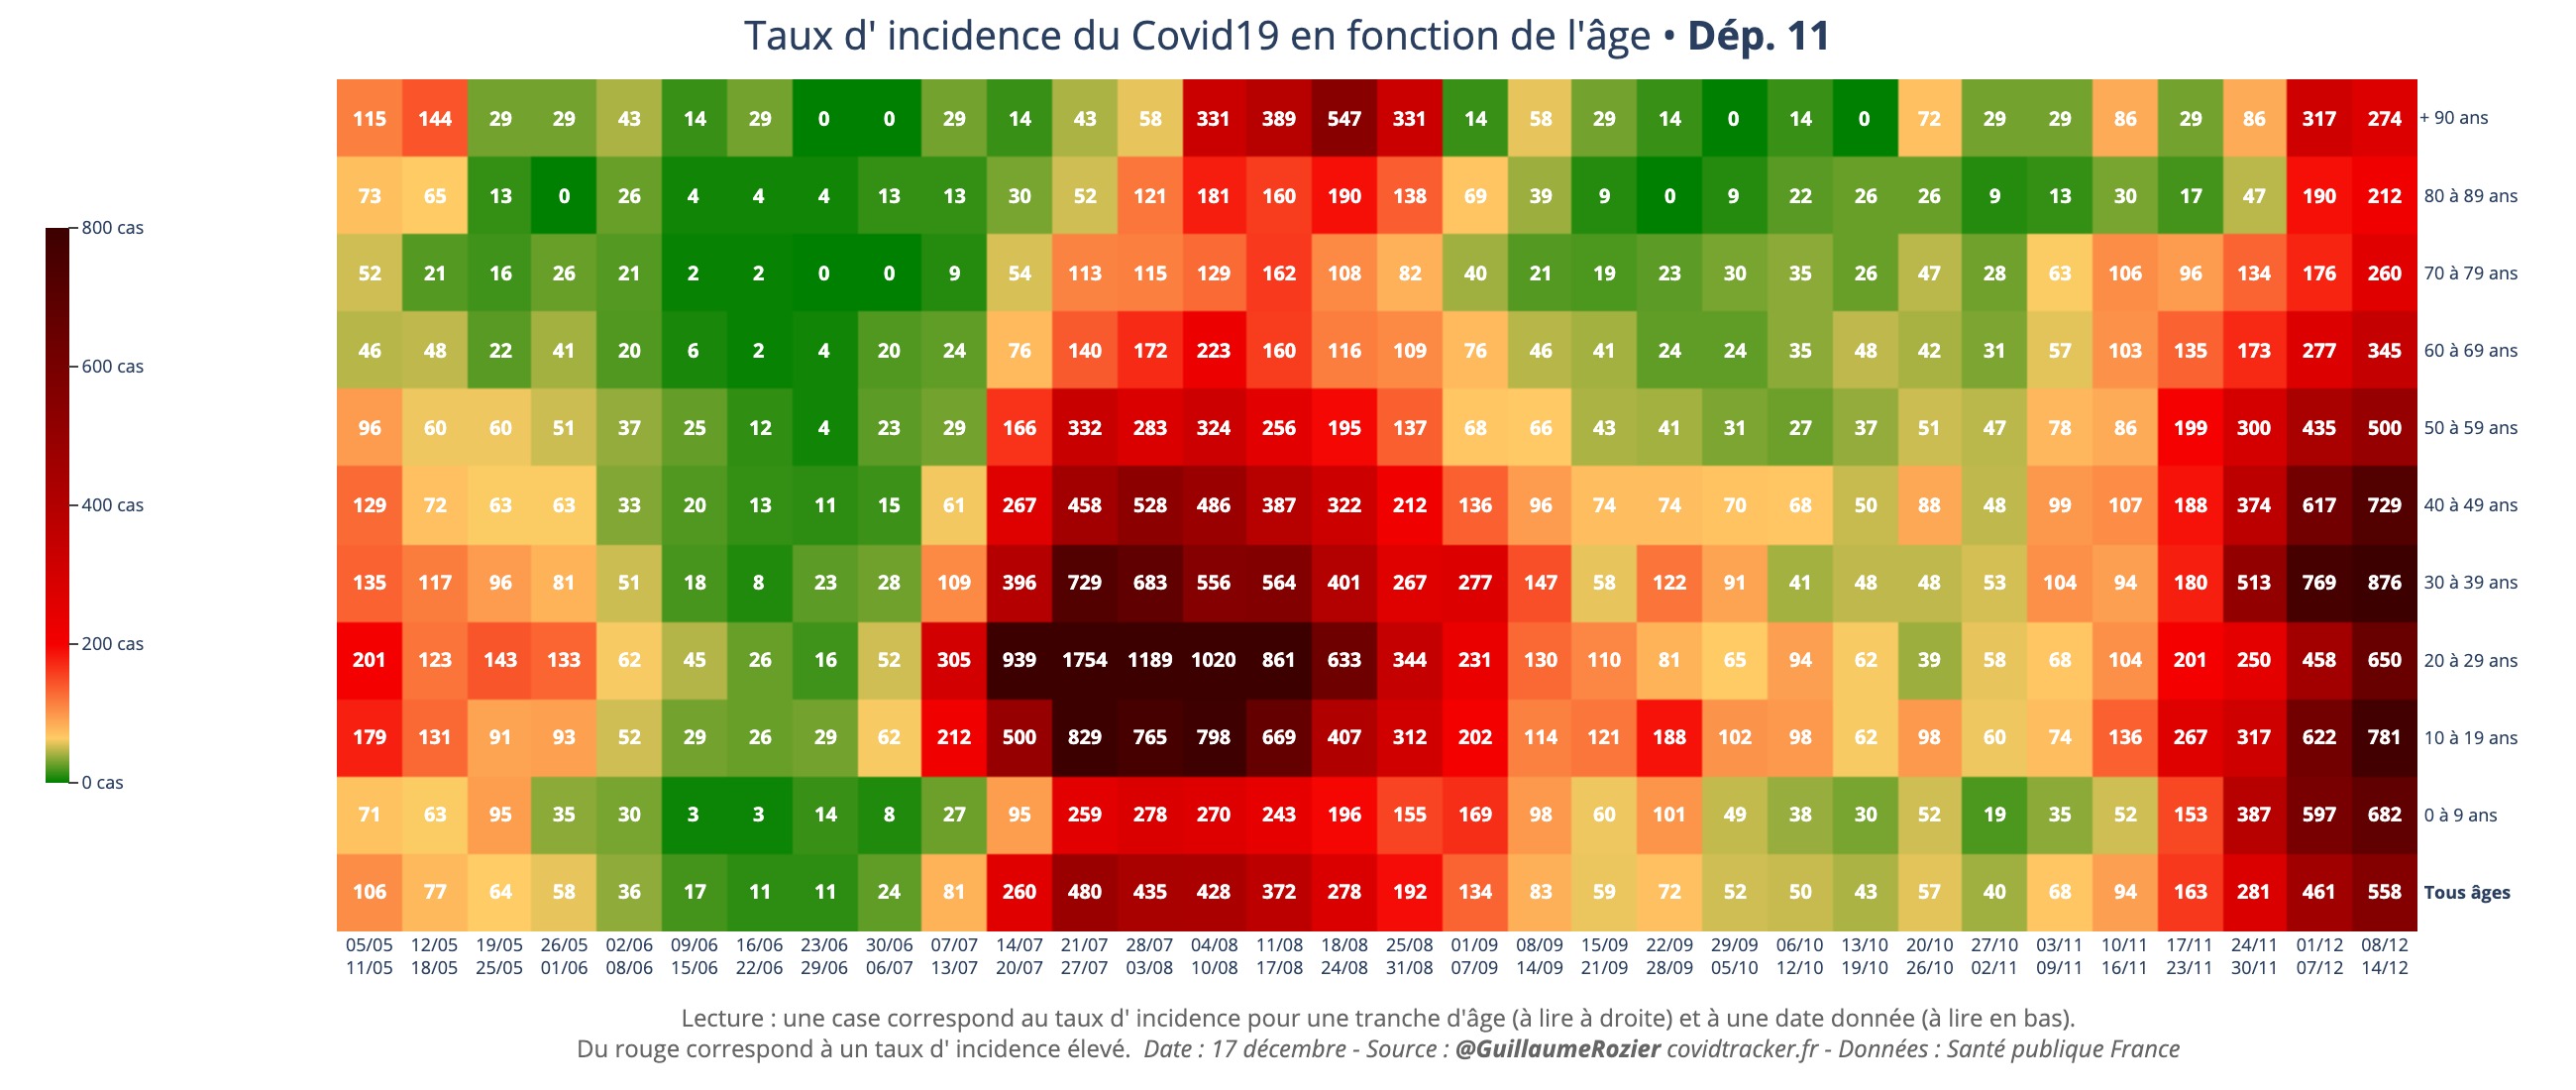 Taux d' incidence du Covid19 en fonction de l'âge • Dép. 11
800 cas
600 cas
400 cas
200 cas
0 cas
115 144 29 29 43 14 29 0 0 29 14 43 58 331 389 547 331 14 58 29 14 0 14 0 72 29 29 86 29 86 317 274 + 90 ans
73 65 13 0 26 4 4 4 13 13 30 52 121 181 160 190 138 69 39 9 0 9 22 26 26 9 13 30 17 47 190 212 80 à 89 ans
52 21 16 26 21 2 2 0 0 9 54 113 115 129 162 108 82 40 21 19 23 30 35 26 47 28 63 106 96 134 176 260 70 à 79 ans
46 48 22 41 20 6 2 4 20 24 76 140 172 223 160 116 109 76 46 41 24 24 35 48 42 31 57 103 135 173 277 345 60 à 69 ans
96 60 60 51 37 25 12 4 23 29 166 332 283 324 256 195 137 68 66 43 41 31 27 37 51 47 78 86 199 300 435 500 50 à 59 ans
129 72 63 63 33 20 13 11 15 61 267 458 528 486 387 322 212 136 96 74 74 70 68 50 88 48 99 107 188 374 617 729 40 à 49 ans
135 117 96 81 51 18 8 23 28 109 396 729 683 556 564 401 267 277 147 58 122 91 41 48 48 53 104 94 180 513 769 876 30 à 39 ans
201 123 143 133 62 45 26 16 52 305 939 1754 1189 1020 861 633 344 231 130 110 81 65 94 62 39 58 68 104 201 250 458 650 20 à 29 ans
179 131 91 93 52 29 26 29 62 212 500 829 765 798 669 407 312 202 114 121 188 102 98 62 98 60 74 136 267 317 622 781 10 à 19 ans
71 63 95 35 30 3 3 14 8 27 95 259 278 270 243 196 155 169 98 60 101 49 38 30 52 19 35 52 153 387 597 682 0 à 9 ans
106 77 64 58 36 17 11 11 24 81 260 480 435 428 372 278 192 134 83 59 72 52 50 43 57 40 68 94 163 281 461 558 Tous âges
05/05 12/05 19/05 26/05 02/06 09/06 16/06 23/06 30/06 07/07 14/07 21/07 28/07 04/08 11/08 18/08 25/08 01/09 08/09 15/09 22/09 29/09 06/10 13/10 20/10 27/10 03/11 10/11 17/11 24/11 01/12 08/12
11/05 18/05 25/05 01/06 08/06 15/06 22/06 29/06 06/07 13/07 20/07 27/07 03/08 10/08 17/08 24/08 31/08 07/09 14/09 21/09 28/09 05/10 12/10 19/10 26/10 02/11 09/11 16/11 23/11 30/11 07/12 14/12
Lecture : une case correspond au taux d' incidence pour une tranche d'âge (à lire à droite) et à une date donnée (à lire en bas).
Du rouge correspond à un taux d' incidence élevé. Date : 17 décembre - Source : @GuillaumeRozier covidtracker.fr - Données : Santé publique France